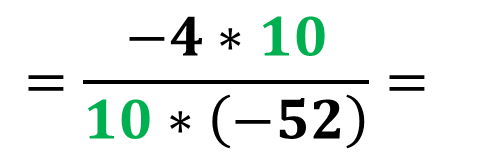 = −4 * 10 / 10 * (−52) =